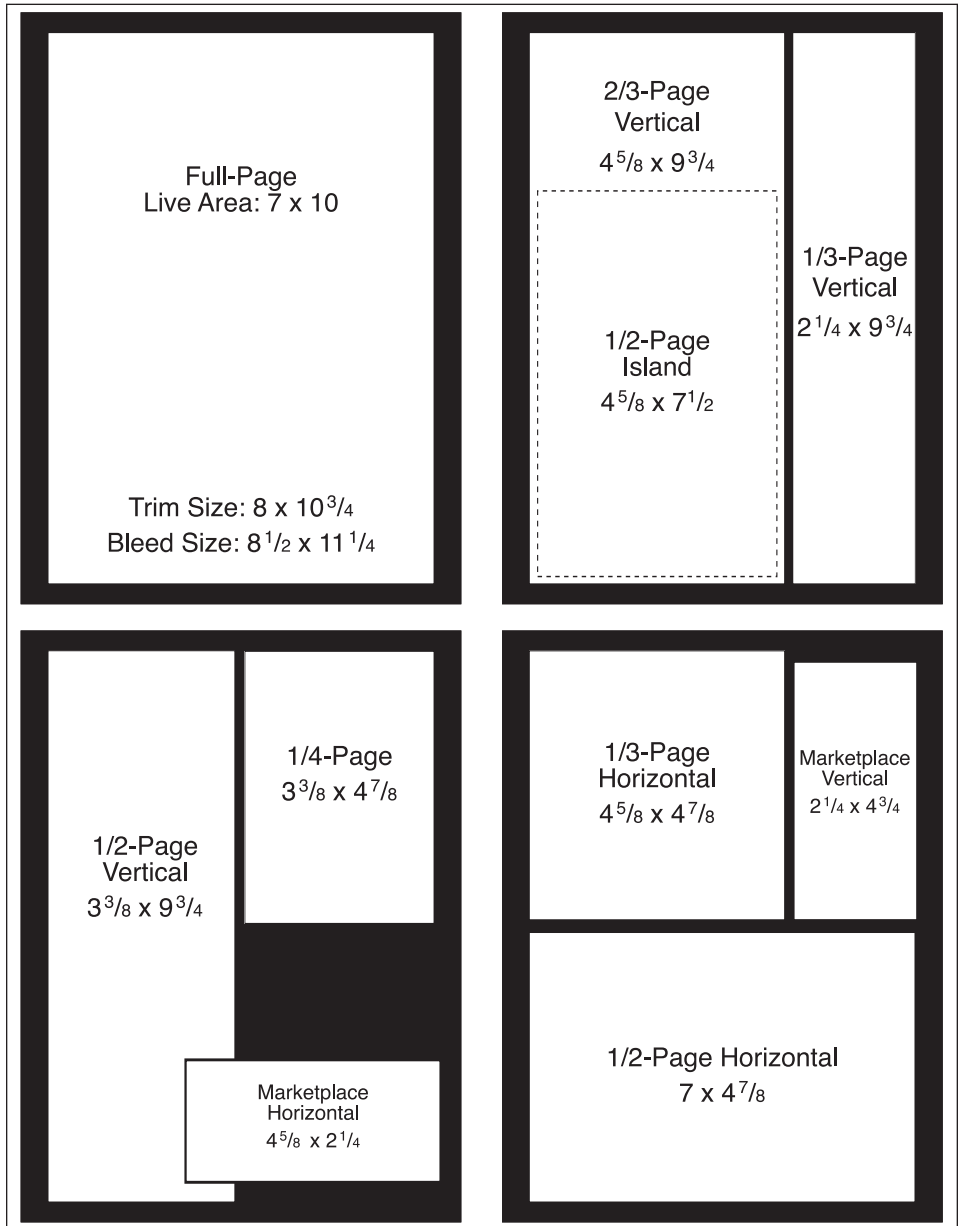 Full-Page
Live Area: 7 x 10
Trim Size: 8 x 10 3/4
Bleed Size: 8 1/2 x 11 1/4
2/3-Page
Vertical
4 5/8 x 9 3/4
1/2-Page
Island
4 5/8 x 7 1/2
1/3-Page
Vertical
2 1/4 x 9 3/4
1/2-Page
Vertical
3 3/8 x 9 3/4
1/4-Page
3 3/8 x 4 7/8
Marketplace
Horizontal
4 5/8 x 2 1/4
1/3-Page
Horizontal
4 5/8 x 4 7/8
Marketplace
Vertical
2 1/4 x 4 3/4
1/2-Page Horizontal
7 x 4 7/8